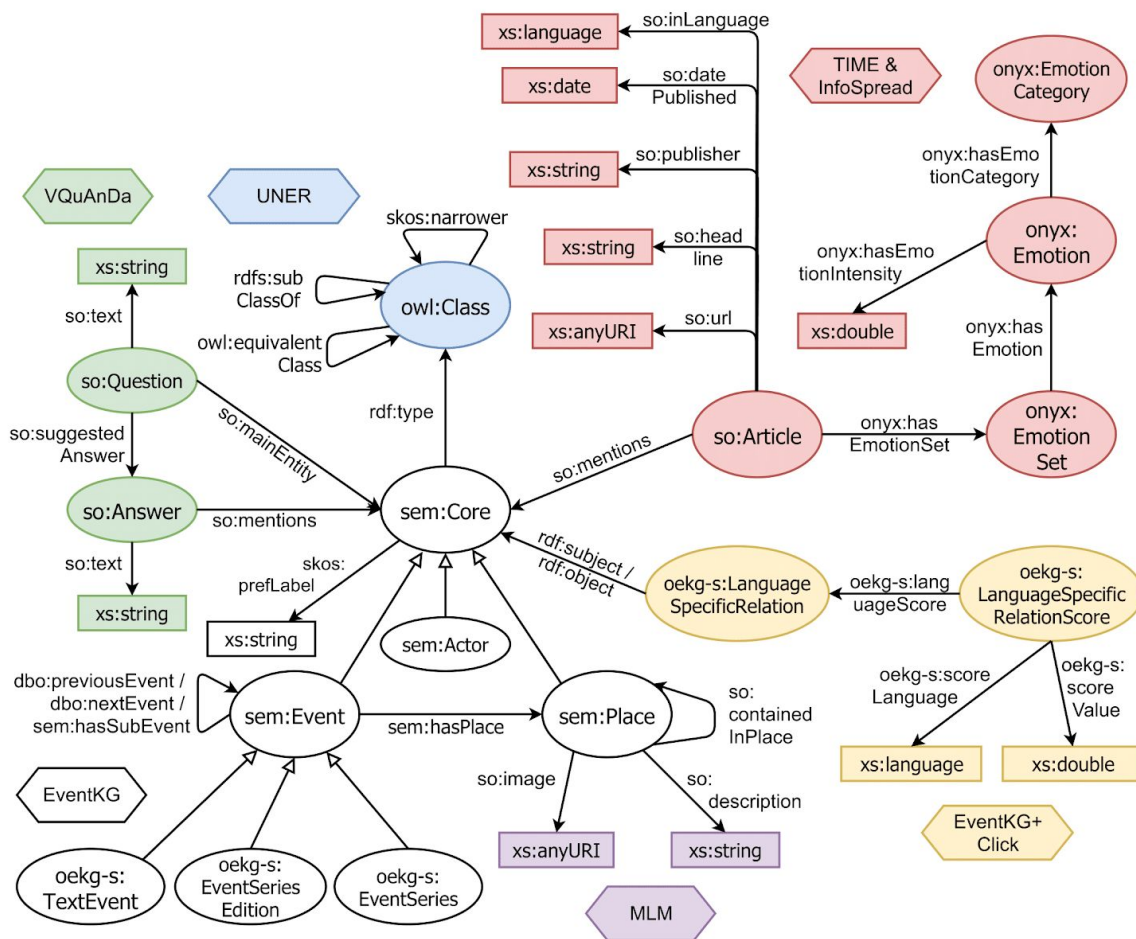 so:inLanguage
xs:language
TIME &
InfoSpread
onyx:Emotion
Category
so:date
Published
xs:date
so:publisher
xs:string
onyx:hasEmo
tionCategory
VQuAnDa
UNER
skos:narrower
xs:string
so:head
line
onyx:
Emotion
onyx:hasEmo
tionIntensity
xs:string
rdfs:sub
ClassOf
owl:Class
so:text
owl:equivalent
Class
xs:anyURI
so:url
xs:double
onyx:has
Emotion
so:Question
rdf:type
so:mainEntity
so:suggested
Answer
so:Article
onyx:has
EmotionSet
onyx:
Emotion
Set
so:mentions
so:Answer
so:mentions
sem:Core
so:text
skos:
prefLabel
rdf:subject /
rdf:object
oekg-s:Language
SpecificRelation
oekg-s:lang
uageScore
oekg-s:
LanguageSpecific
RelationScore
xs:string
xs:string
sem:Actor
dbo:previousEvent /
dbo:nextEvent /
sem:hasSubEvent
sem:Event
sem:hasPlace
sem:Place
so:
contained
InPlace
oekg-s:score
Language
oekg-s:
score
Value
xs:language
xs:double
EventKG
so:image
so:
description
EventKG+
Click
oekg-s:
TextEvent
oekg-s:
EventSeries
Edition
oekg-s:
EventSeries
xs:anyURI
xs:string
MLM